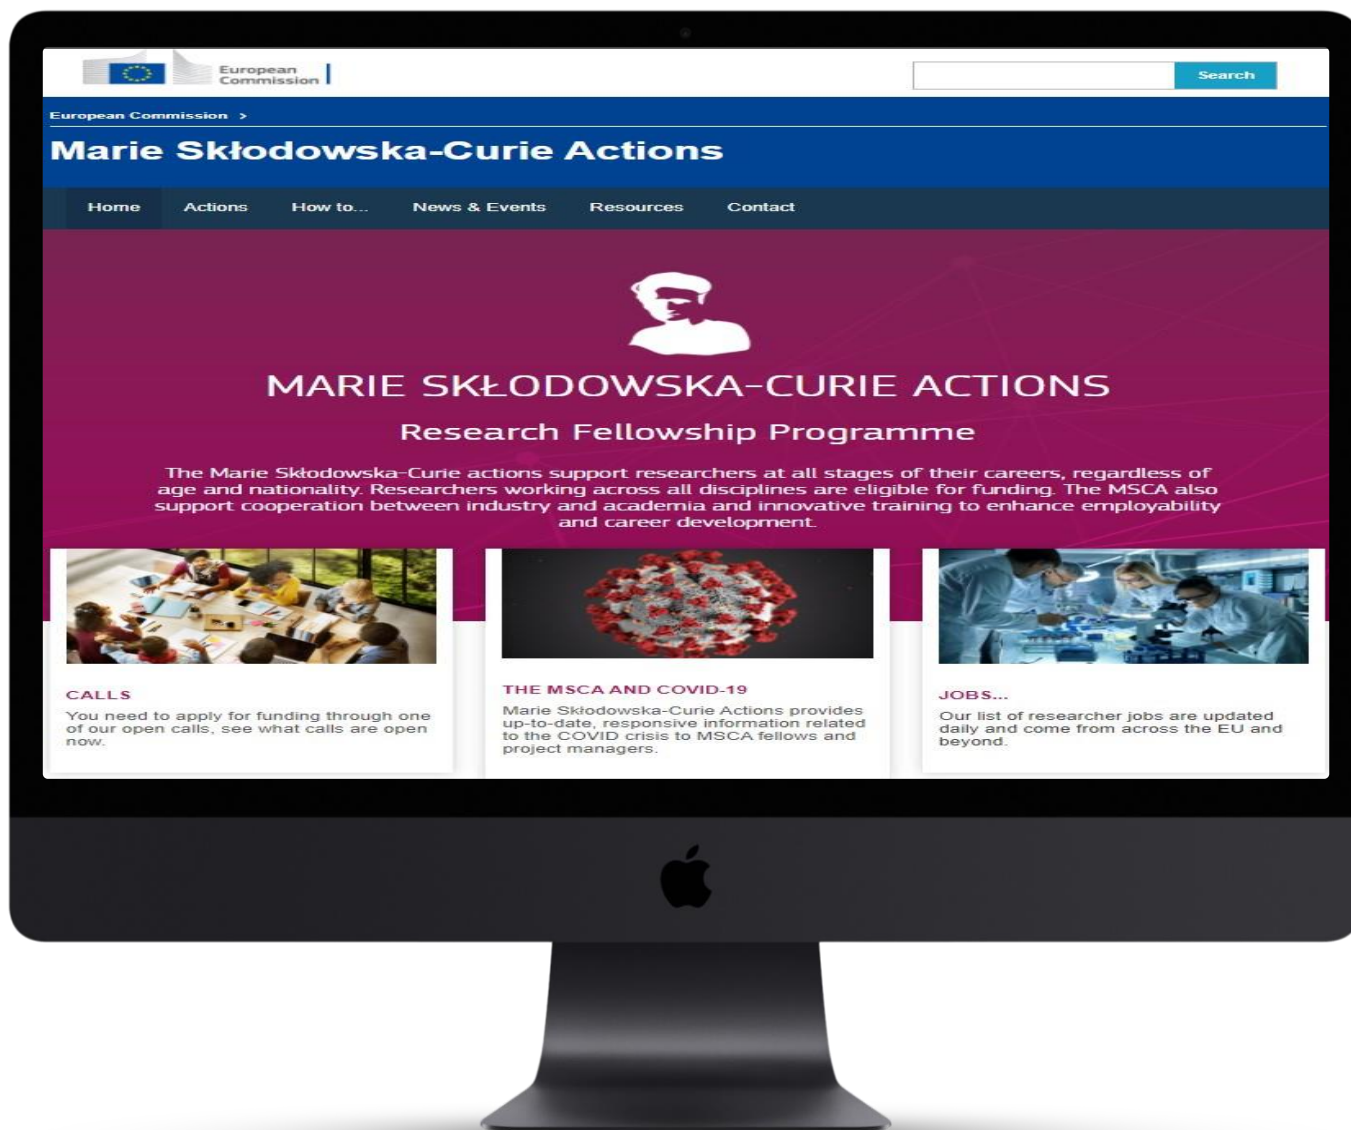 European
Commission
Search
European Commission >
Marie Skłodowska-Curie Actions
Home Actions How to... News & Events Resources Contact
MARIE SKŁODOWSKA-CURIE ACTIONS
Research Fellowship Programme
The Marie Skłodowska-Curie actions support researchers at all stages of their careers, regardless of
age and nationality. Researchers working across all disciplines are eligible for funding. The MSCA also
support cooperation between industry and academia and innovative training to enhance employability
and career development.
CALLS
You need to apply for funding through one
of our open calls, see what calls are open
now.
THE MSCA AND COVID-19
Marie Skłodowska-Curie Actions provides
up-to-date, responsive information related
to the COVID crisis to MSCA fellows and
project managers.
JOBS...
Our list of researcher jobs are updated
daily and come from across the EU and
beyond.